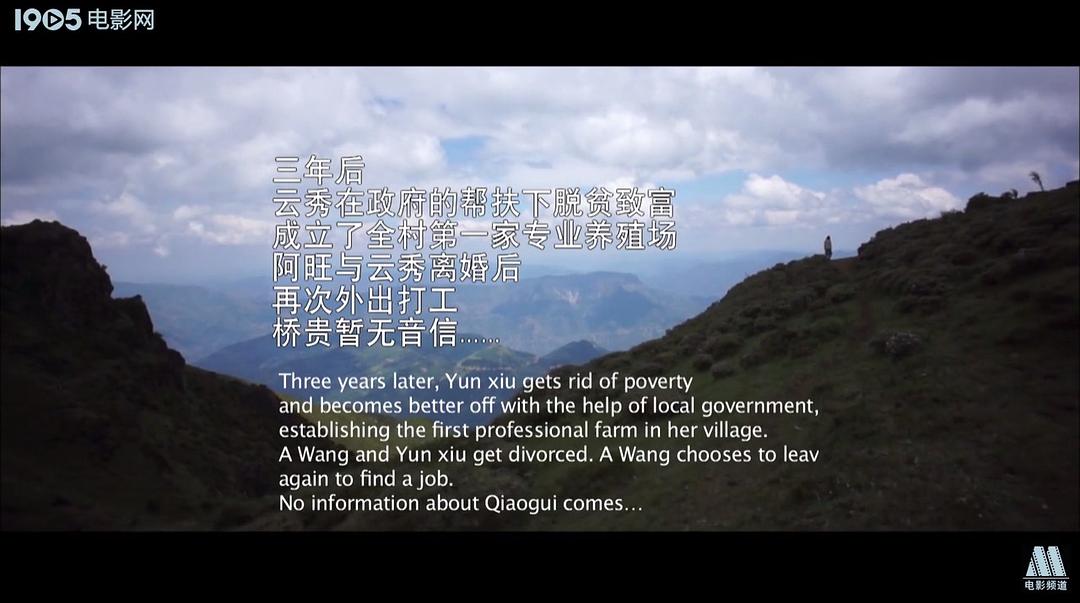 1905电影网
三年后
云秀在政府的帮扶下脱贫致富
成立了全村第一家专业养殖场
阿旺与云秀离婚后
再次外出打工
桥贵暂无音信……
Three years later, Yun xiu gets rid of poverty
and becomes better off with the help of local government,
establishing the first professional farm in her village.
A Wang and Yun xiu get divorced. A Wang chooses to leav
again to find a job.
No information about Qiaogui comes…
电影频道